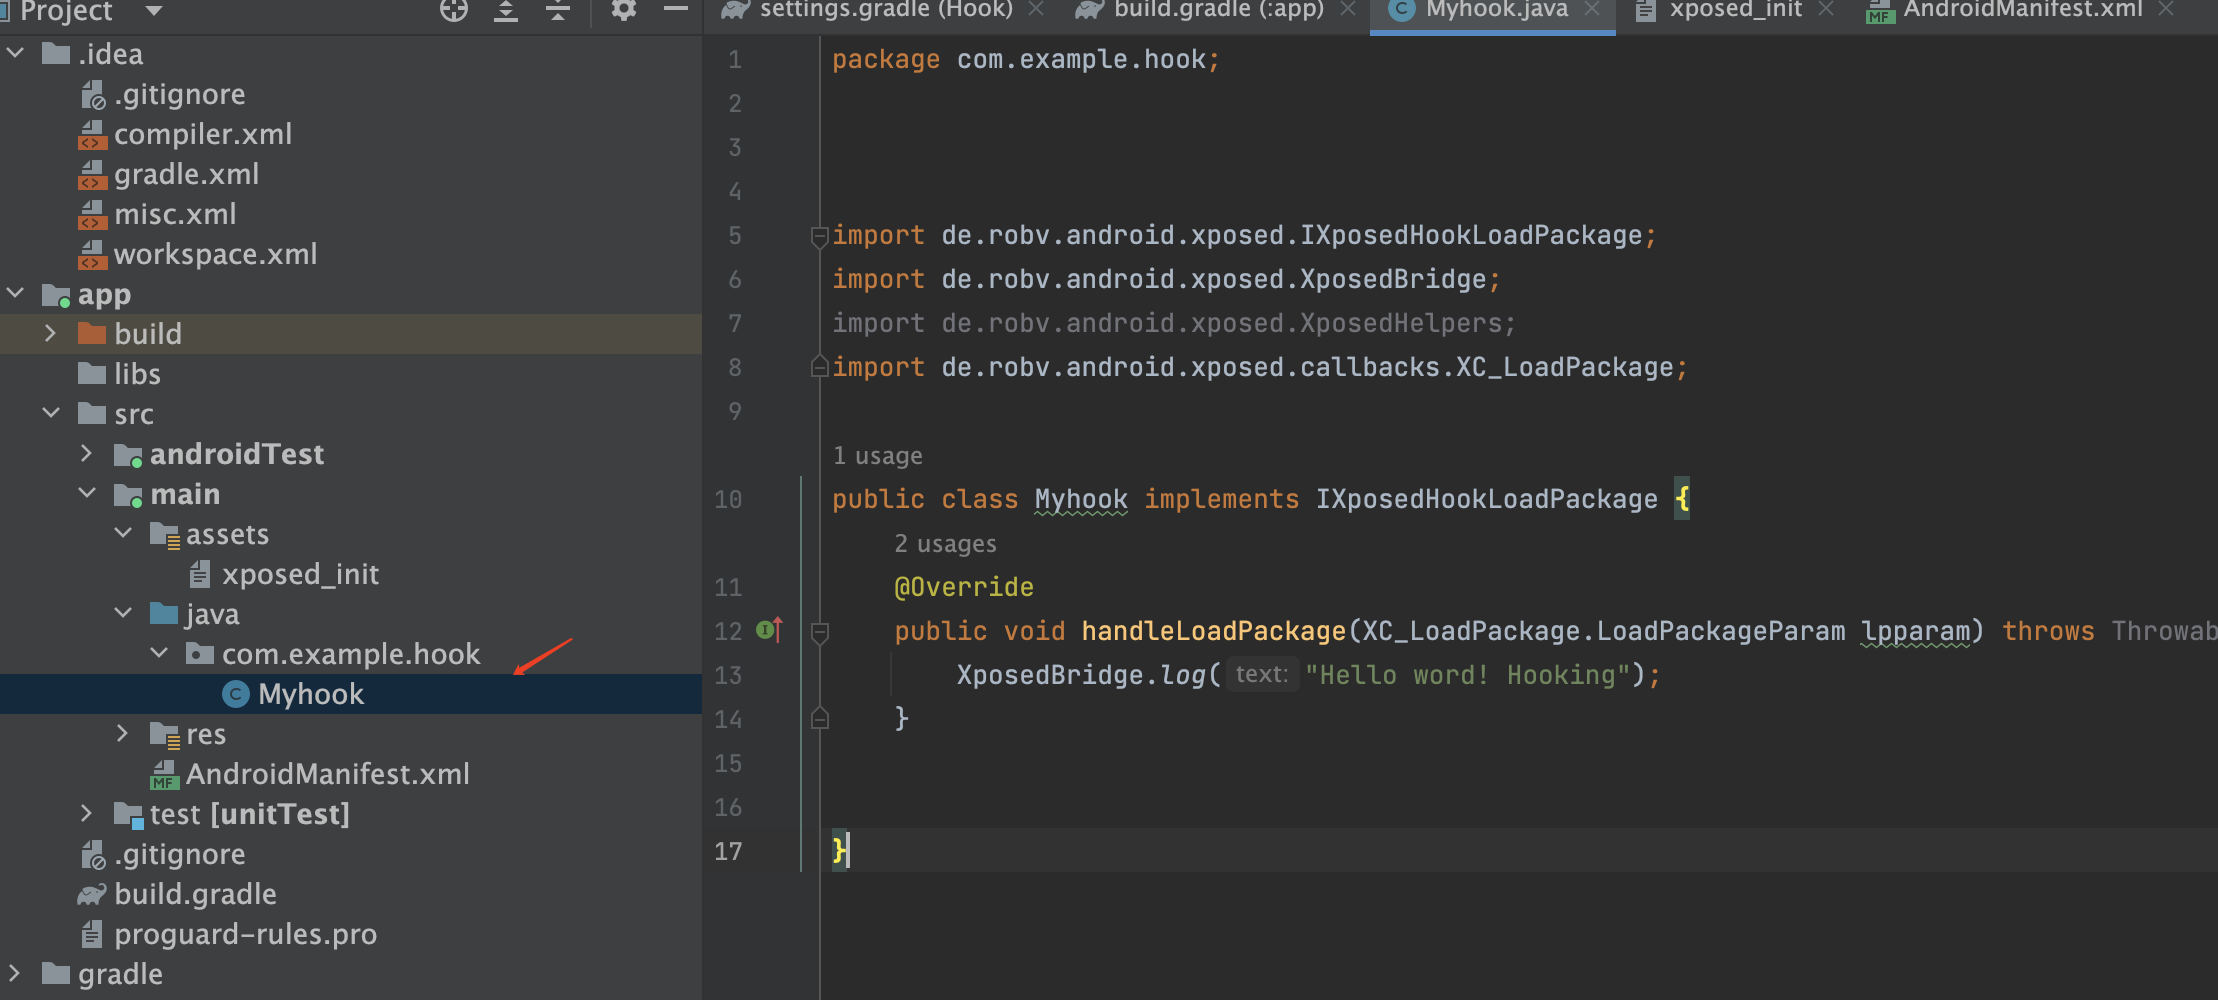 Project
.idea
.gitignore
compiler.xml
gradle.xml
misc.xml
workspace.xml
app
build
libs
src
androidTest
main
assets
xposed_init
java
com.example.hook
Myhook
res
AndroidManifest.xml
test [unitTest]
.gitignore
build.gradle
proguard-rules.pro
gradle
settings.gradle (Hook) build.gradle (:app) Myhook.java xposed_init AndroidManifest.xml
1 package com.example.hook;
2
3
4
5 import de.robv.android.xposed.IXposedHookLoadPackage;
6 import de.robv.android.xposed.XposedBridge;
7 import de.robv.android.xposed.XposedHelpers;
8 import de.robv.android.xposed.callbacks.XC_LoadPackage;
9
1 usage
10 public class Myhook implements IXposedHookLoadPackage {
2 usages
11 @Override
12 public void handleLoadPackage(XC_LoadPackage.LoadPackageParam lpparam) throws Throwab
13 XposedBridge.log( text: "Hello word! Hooking");
14 }
15
16
17 }